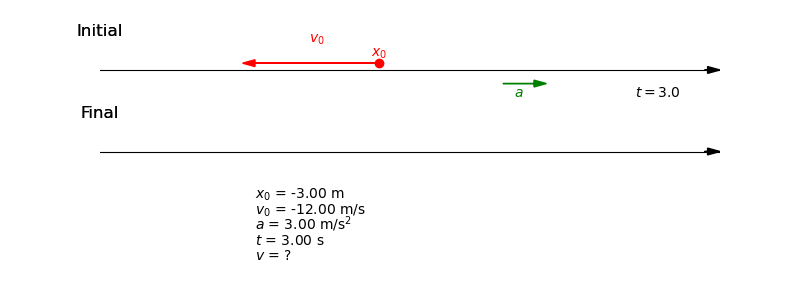 Initial
v₀
x₀
a
t = 3.0
Final
x₀ = -3.00 m
v₀ = -12.00 m/s
a = 3.00 m/s²
t = 3.00 s
v = ?